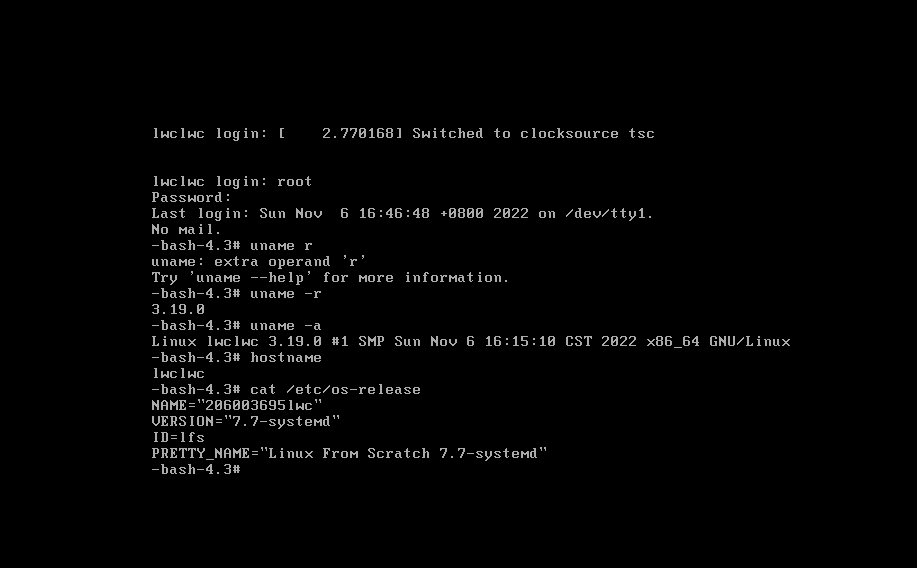 lwclwc login: [    2.770168] Switched to clocksource tsc
lwclwc login: root
Password:
Last login: Sun Nov  6 16:46:48 +0800 2022 on /dev/tty1.
No mail.
-bash-4.3# uname r
uname: extra operand 'r'
Try 'uname --help' for more information.
-bash-4.3# uname -r
3.19.0
-bash-4.3# uname -a
Linux lwclwc 3.19.0 #1 SMP Sun Nov 6 16:15:10 CST 2022 x86_64 GNU/Linux
-bash-4.3# hostname
lwclwc
-bash-4.3# cat /etc/os-release
NAME="206003695lwc"
VERSION="7.7-systemd"
ID=lfs
PRETTY_NAME="Linux From Scratch 7.7-systemd"
-bash-4.3#